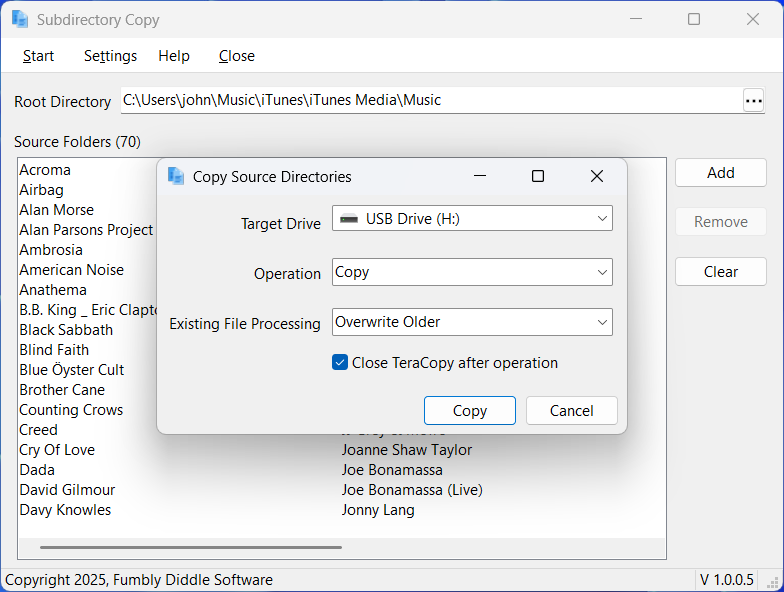 Subdirectory Copy
Start Settings Help Close
Root Directory C:\Users\john\Music\iTunes\iTunes Media\Music ...
Source Folders (70)
Acroma
Airbag
Alan Morse
Alan Parsons Project
Ambrosia
American Noise
Anathema
B.B. King _ Eric
Black Sabbath
Blind Faith
Blue Öyster Cult
Brother Cane
Counting Crows
Creed
Cry Of Love
Dada
David Gilmour
Davy Knowles
Joanne Shaw Taylor
Joe Bonamassa
Joe Bonamassa (Live)
Jonny Lang
Add
Remove
Clear
Copy Source Directories
Target Drive USB Drive (H:)
Operation Copy
Existing File Processing Overwrite Older
Close TeraCopy after operation
Copy Cancel
Copyright 2025, Fumbly Diddle Software V 1.0.0.5